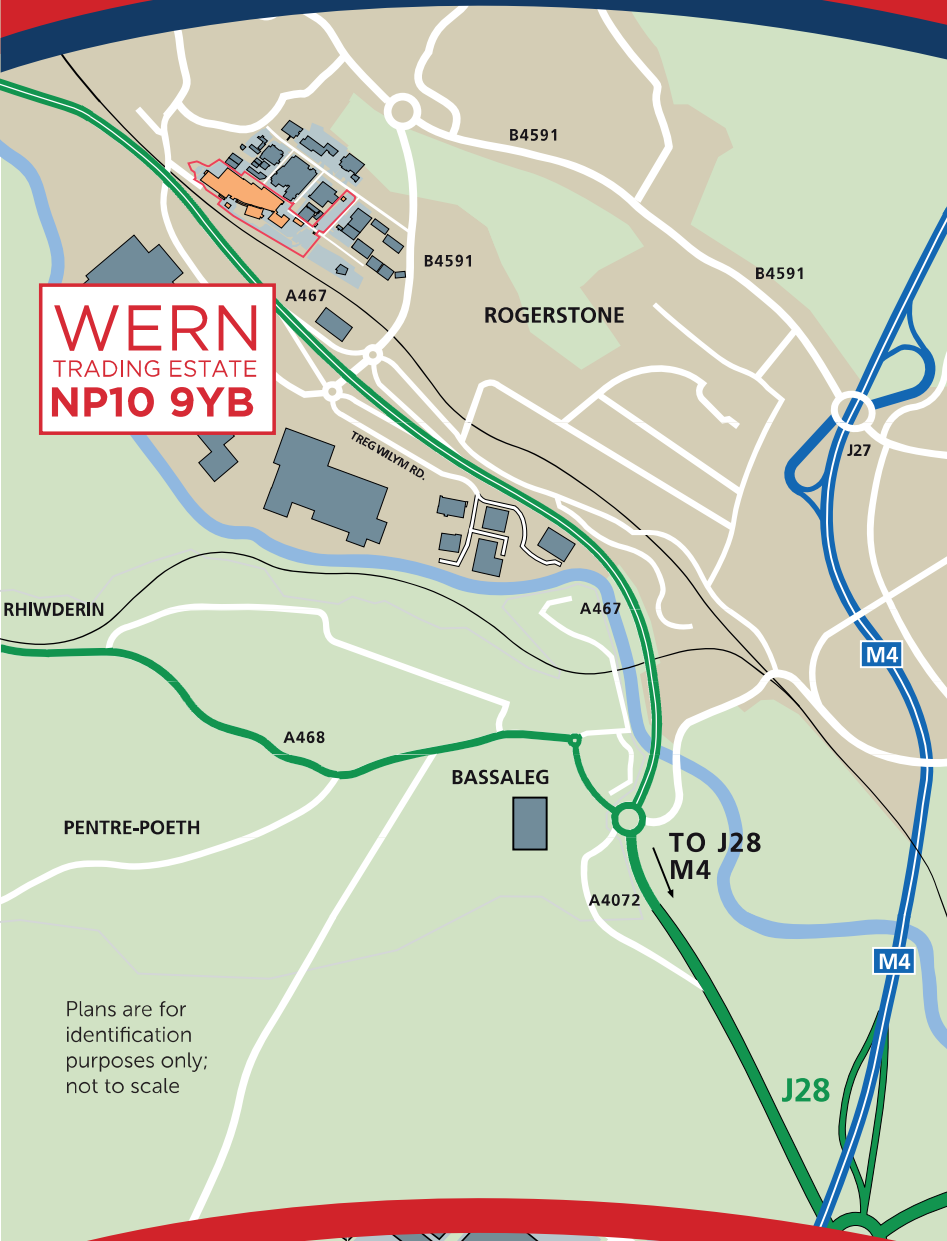 B4591
B4591
B4591
A467
ROGERSTONE
WERN
TRADING ESTATE
NP10 9YB
TREGWILYM RD.
J27
RHIWDERIN
A467
M4
A468
BASSALEG
PENTRE-POETH
TO J28
M4
A4072
M4
Plans are for
identification
purposes only;
not to scale
J28